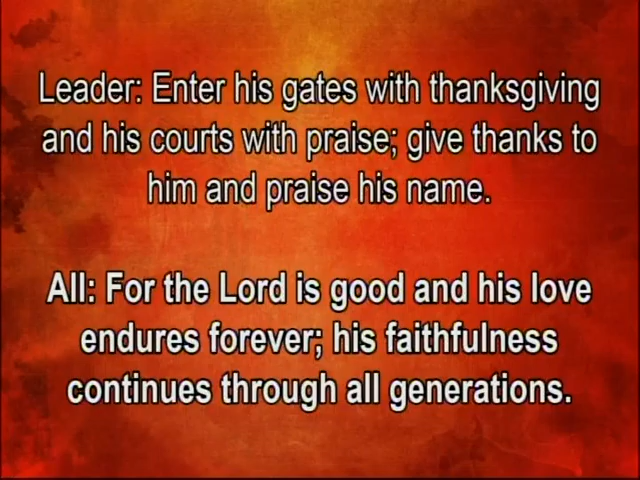 Leader: Enter his gates with thanksgiving
and his courts with praise; give thanks to
him and praise his name.
All: For the Lord is good and his love
endures forever; his faithfulness
continues through all generations.